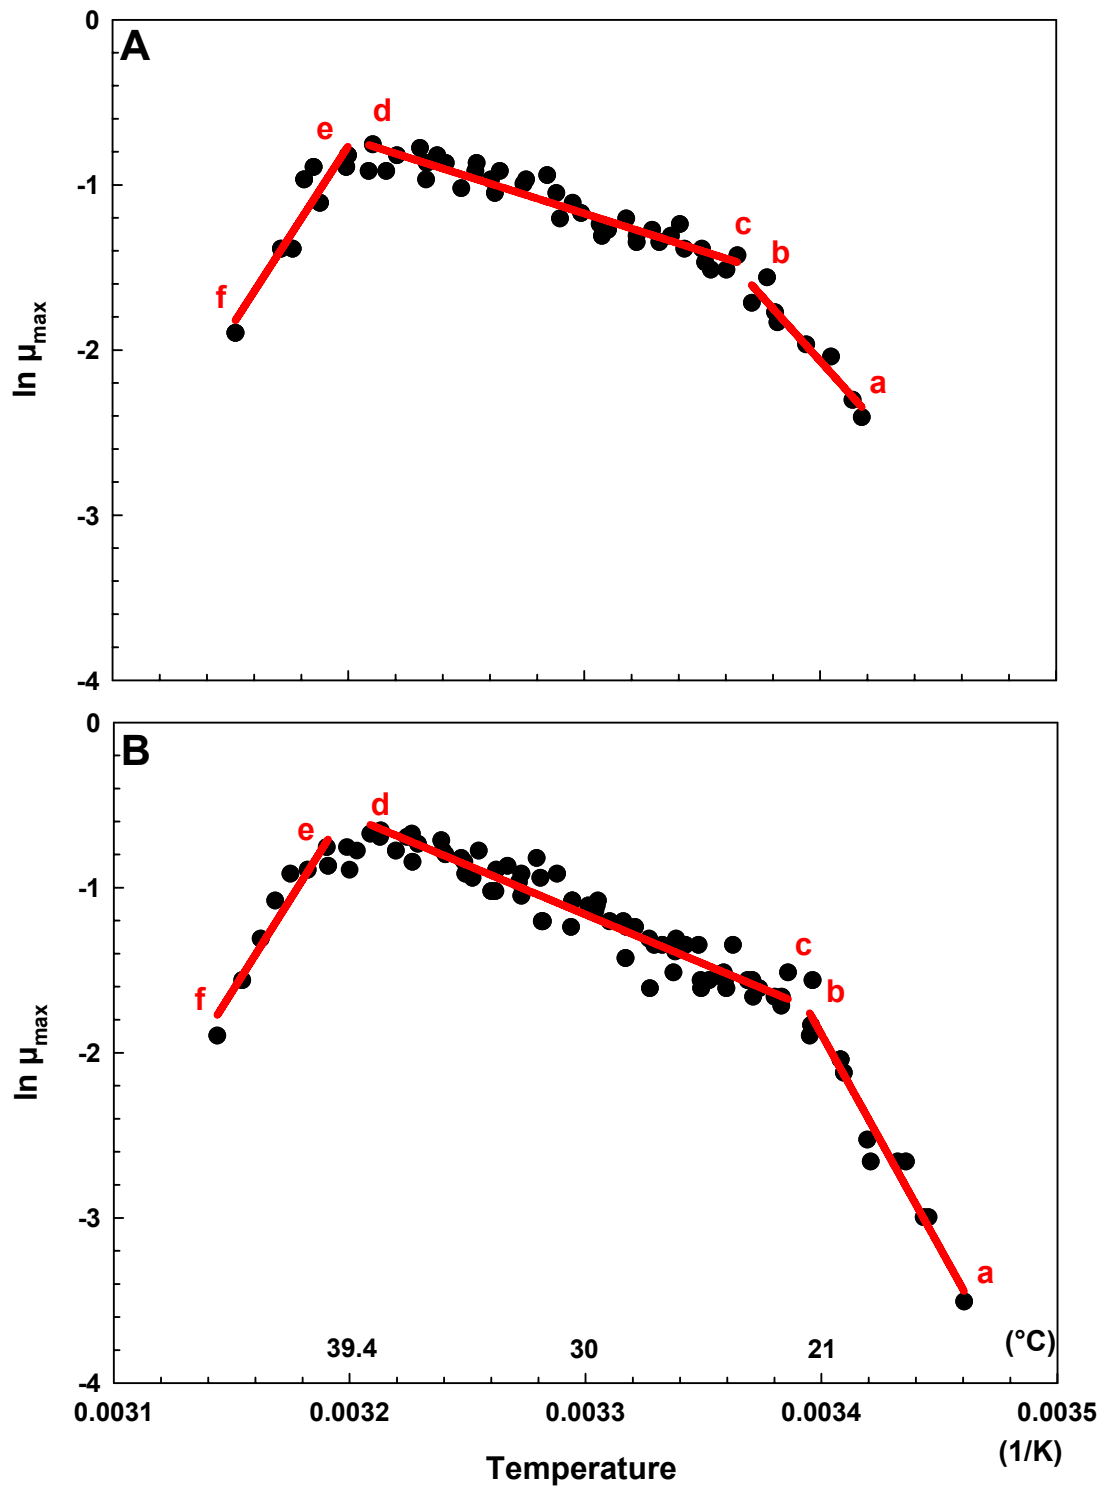 0
A
d
e
-1
c
b
f
ln μmax
-2
a
-3
-4
0
B
d
e
-1
c
b
f
ln μmax
-2
a
-3
39.4 30 21 (°C)
-4
0.0031 0.0032 0.0033 0.0034 0.0035
(1/K)
Temperature